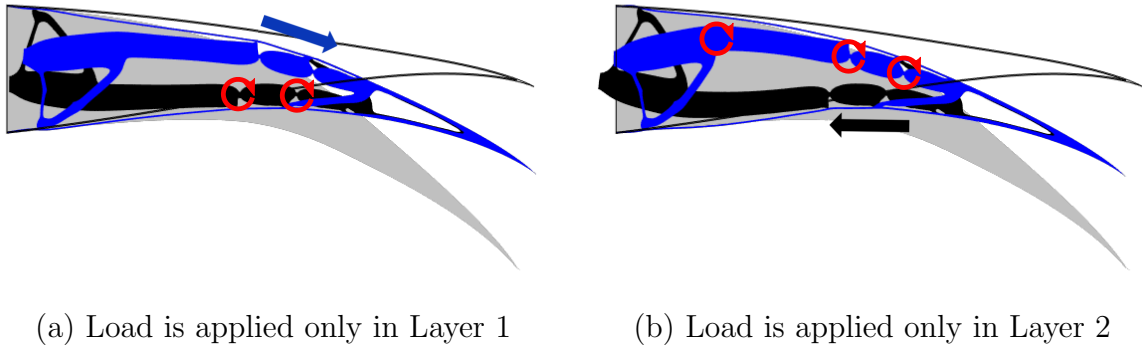 (a) Load is applied only in Layer 1
(b) Load is applied only in Layer 2